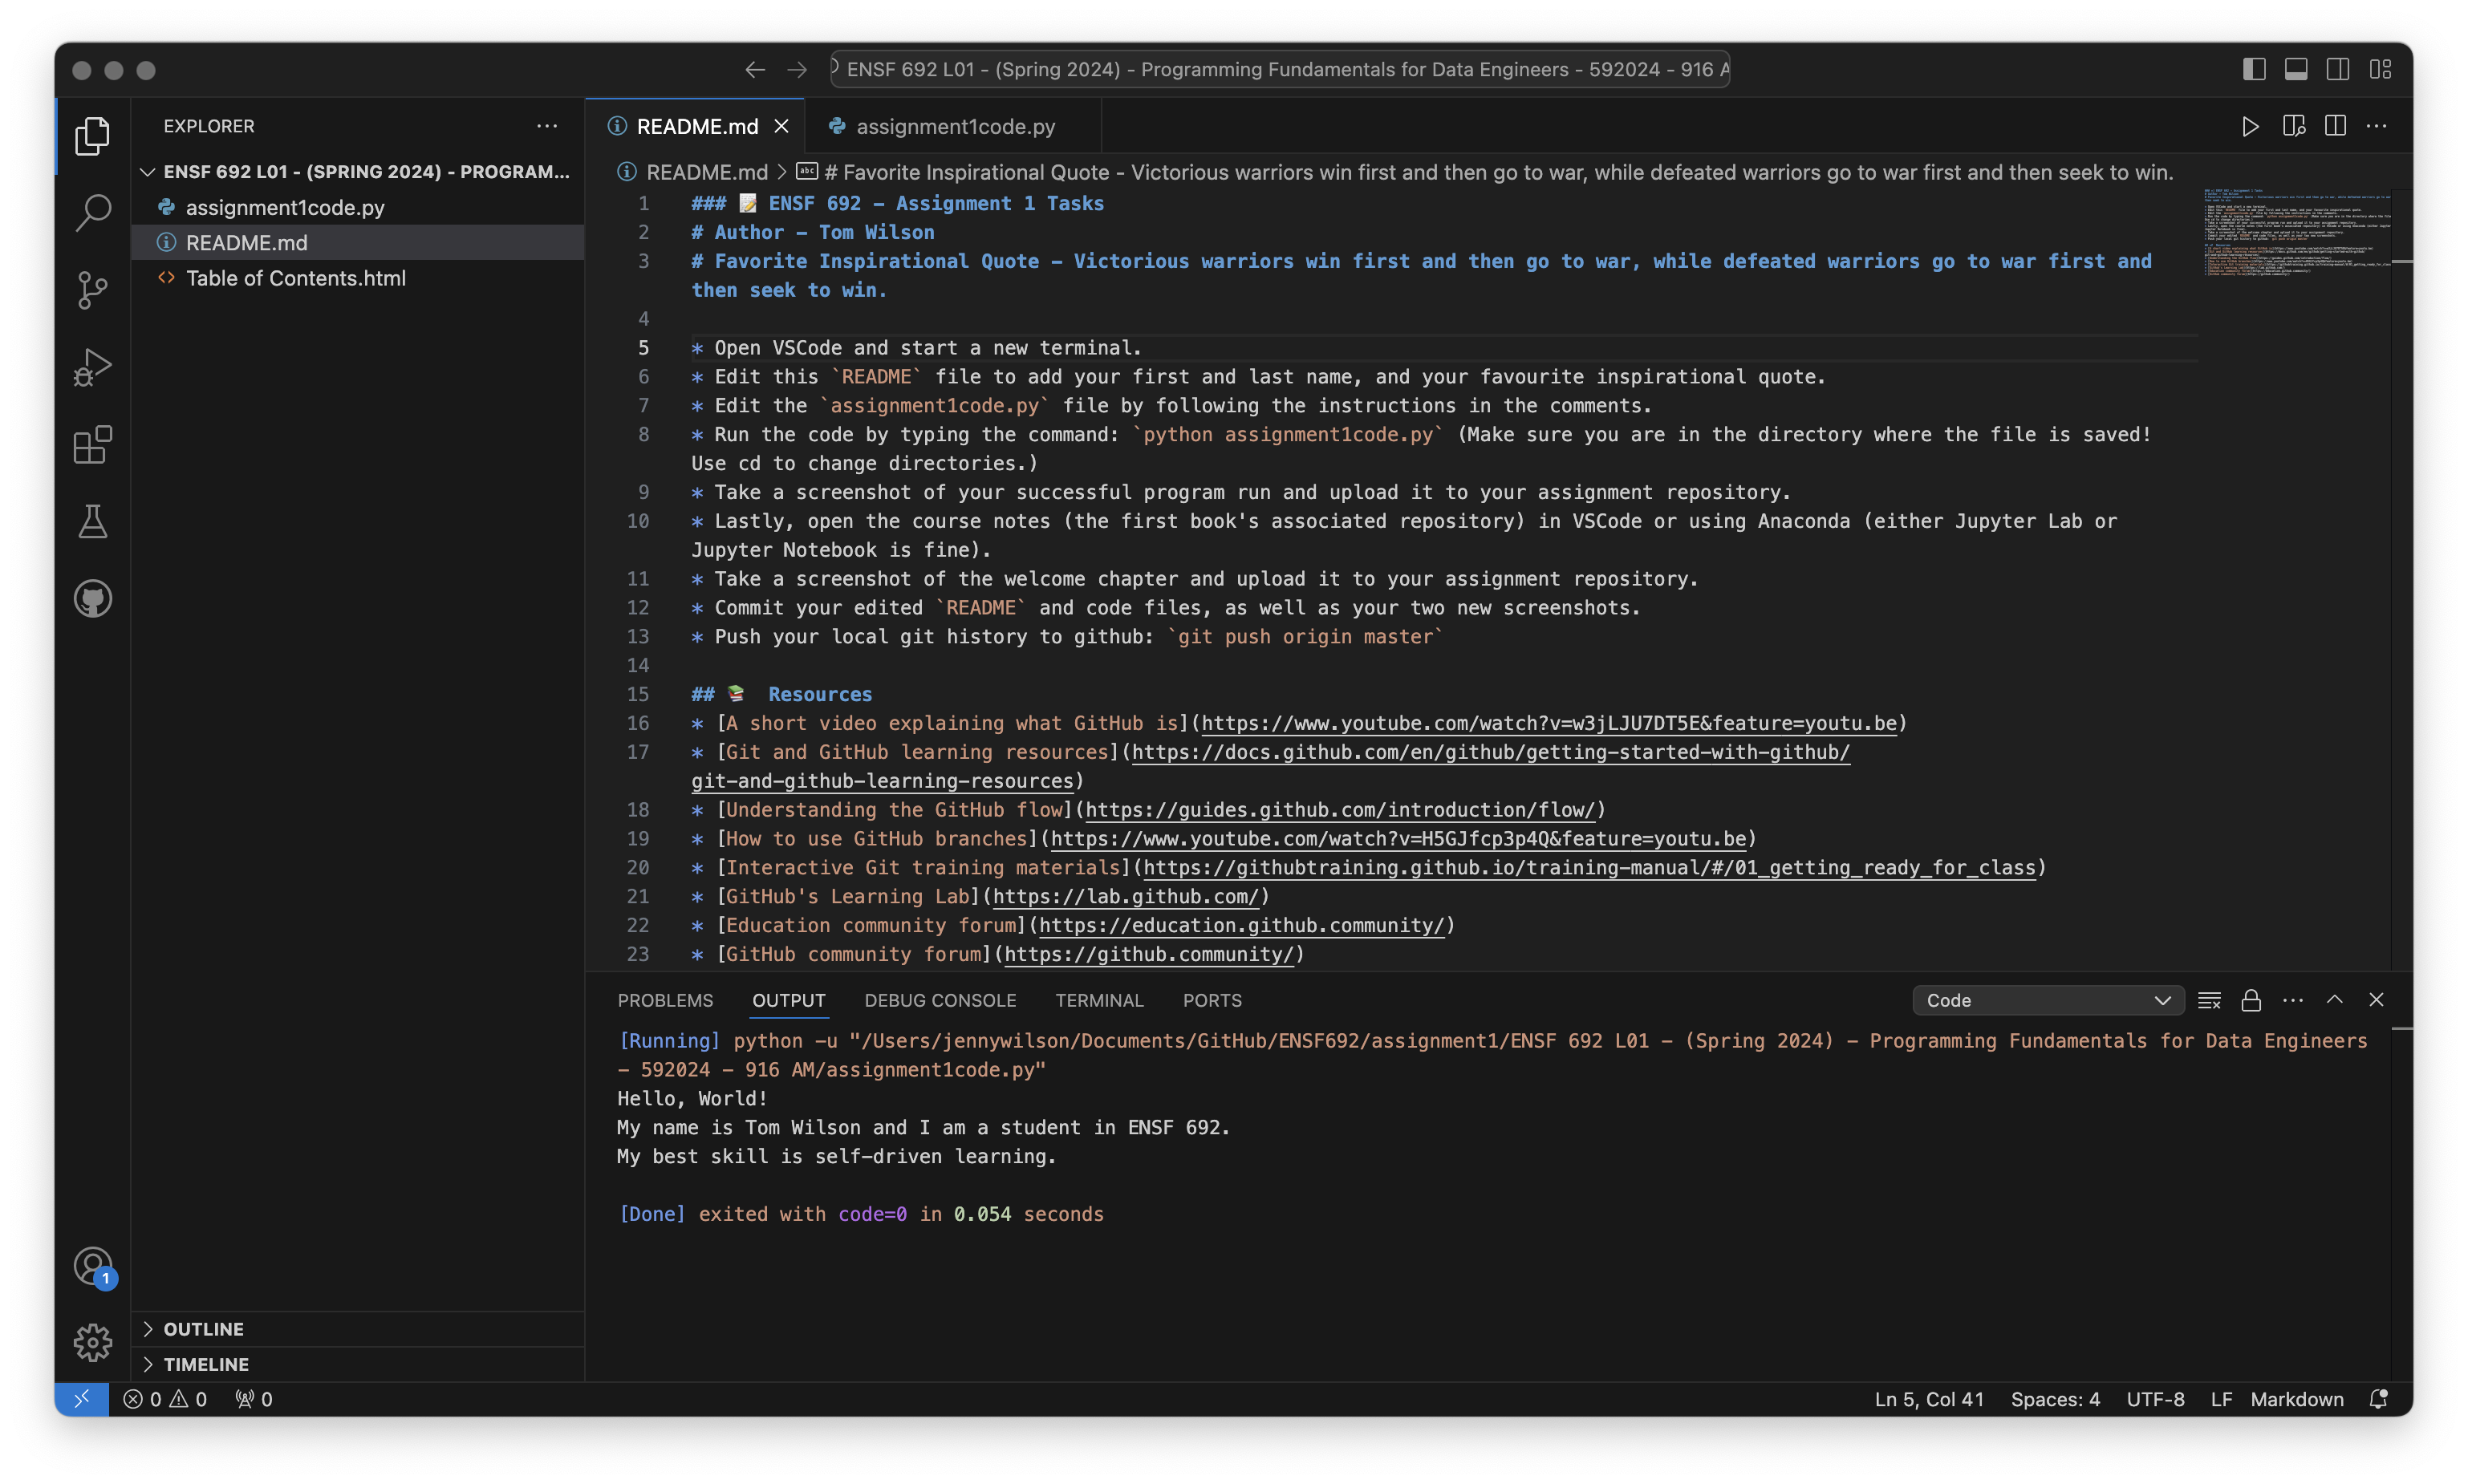 ENSF 692 L01 - (Spring 2024) - Programming Fundamentals for Data Engineers - 592024 - 916 A
EXPLORER
ENSF 692 L01 - (SPRING 2024) - PROGRAM...
assignment1code.py
README.md
Table of Contents.html
OUTLINE
TIMELINE
README.md
assignment1code.py
README.md > abc # Favorite Inspirational Quote - Victorious warriors win first and then go to war, while defeated warriors go to war first and then seek to win.
1 ### 📝 ENSF 692 - Assignment 1 Tasks
2 # Author - Tom Wilson
3 # Favorite Inspirational Quote - Victorious warriors win first and then go to war, while defeated warriors go to war first and
then seek to win.
4
5 * Open VSCode and start a new terminal.
6 * Edit this `README` file to add your first and last name, and your favourite inspirational quote.
7 * Edit the `assignment1code.py` file by following the instructions in the comments.
8 * Run the code by typing the command: `python assignment1code.py` (Make sure you are in the directory where the file is saved!
Use cd to change directories.)
9 * Take a screenshot of your successful program run and upload it to your assignment repository.
10 * Lastly, open the course notes (the first book's associated repository) in VSCode or using Anaconda (either Jupyter Lab or
Jupyter Notebook is fine).
11 * Take a screenshot of the welcome chapter and upload it to your assignment repository.
12 * Commit your edited `README` and code files, as well as your two new screenshots.
13 * Push your local git history to github: `git push origin master`
14
15 ## 📚 Resources
16 * [A short video explaining what GitHub is](https://www.youtube.com/watch?v=w3jLJU7DT5E&feature=youtu.be)
17 * [Git and GitHub learning resources](https://docs.github.com/en/github/getting-started-with-github/
git-and-github-learning-resources)
18 * [Understanding the GitHub flow](https://guides.github.com/introduction/flow/)
19 * [How to use GitHub branches](https://www.youtube.com/watch?v=H5GJfcp3p4Q&feature=youtu.be)
20 * [Interactive Git training materials](https://githubtraining.github.io/training-manual/#/01_getting_ready_for_class)
21 * [GitHub's Learning Lab](https://lab.github.com/)
22 * [Education community forum](https://education.github.community/)
23 * [GitHub community forum](https://github.community/)
PROBLEMS OUTPUT DEBUG CONSOLE TERMINAL PORTS
Code
[Running] python -u "/Users/jennywilson/Documents/GitHub/ENSF692/assignment1/ENSF 692 L01 - (Spring 2024) - Programming Fundamentals for Data Engineers
- 592024 - 916 AM/assignment1code.py"
Hello, World!
My name is Tom Wilson and I am a student in ENSF 692.
My best skill is self-driven learning.
[Done] exited with code=0 in 0.054 seconds
1
0 0 0
Ln 5, Col 41 Spaces: 4 UTF-8 LF Markdown